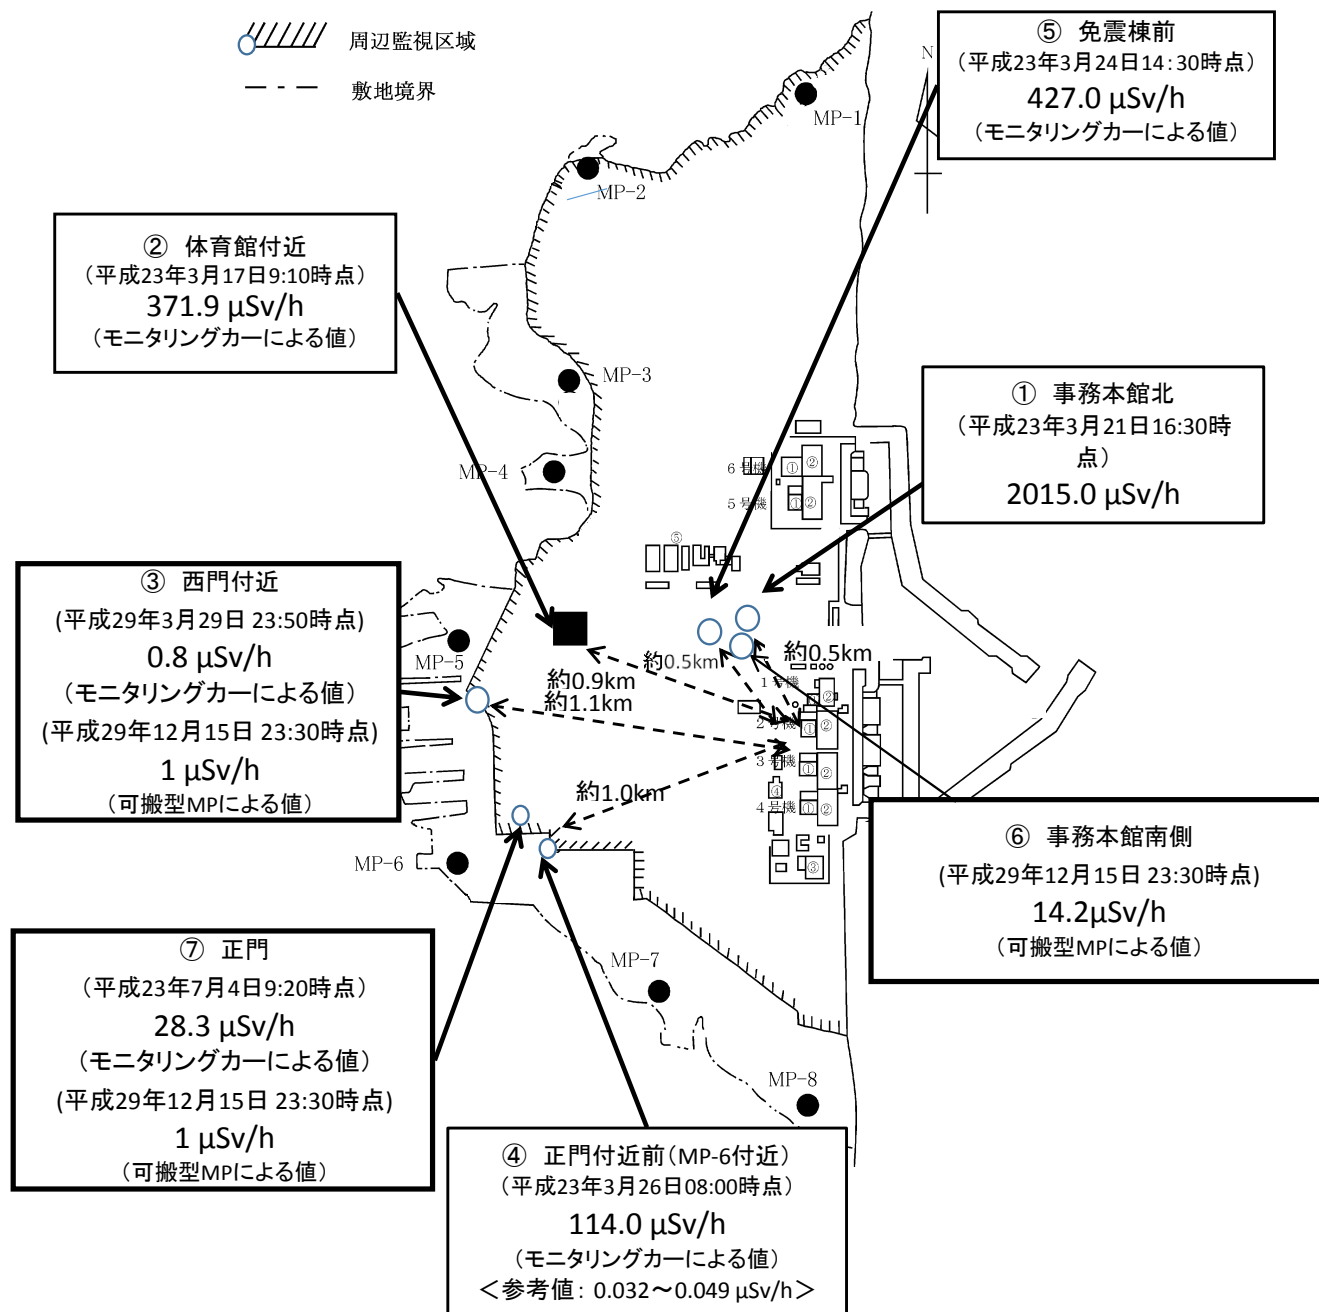 周辺監視区域
敷地境界
N
⑤ 免震棟前
（平成23年3月24日14：30時点）
427.0 μSv/h
（モニタリングカーによる値）
MP-1
MP-2
② 体育館付近
（平成23年3月17日9:10時点）
371.9 μSv/h
（モニタリングカーによる値）
MP-3
① 事務本館北
（平成23年3月21日16:30時
点）
2015.0 μSv/h
MP-4
6号機
①
②
5号機
①
②
⑤
③ 西門付近
(平成29年3月29日 23:50時点)
0.8 μSv/h
（モニタリングカーによる値）
(平成29年12月15日 23:30時点)
1 μSv/h
（可搬型MPによる値）
MP-5
約0.5km
約0.5km
約0.9km
約1.1km
1号機
②
2号機
①
②
3号機
①
②
約1.0km
④
4号機
①
②
③
MP-6
⑥ 事務本館南側
(平成29年12月15日 23:30時点)
14.2μSv/h
（可搬型MPによる値）
⑦ 正門
（平成23年7月4日9:20時点）
28.3 μSv/h
（モニタリングカーによる値）
(平成29年12月15日 23:30時点)
1 μSv/h
（可搬型MPによる値）
MP-7
MP-8
④ 正門付近前（MP-6付近）
（平成23年3月26日08:00時点）
114.0 μSv/h
（モニタリングカーによる値）
＜参考値：0.032～0.049 μSv/h＞